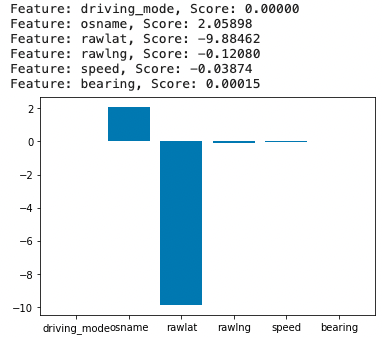 Feature: driving_mode, Score: 0.00000
Feature: osname, Score: 2.05898
Feature: rawlat, Score: -9.88462
Feature: rawlng, Score: -0.12080
Feature: speed, Score: -0.03874
Feature: bearing, Score: 0.00015
2
0
−2
−4
−6
−8
−10
driving_mode osname rawlat rawlng speed bearing